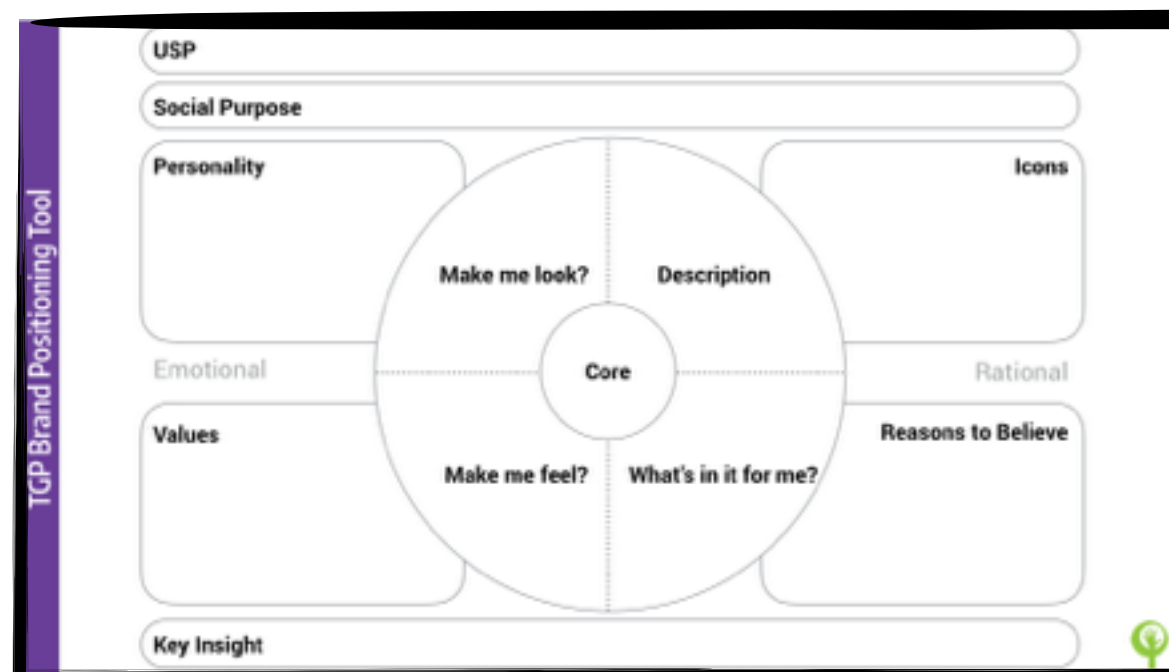 TGP Brand Positioning Tool
USP
Social Purpose
Personality
Icons
Make me look?
Description
Emotional
Core
Rational
Values
Reasons to Believe
Make me feel?
What's in it for me?
Key Insight